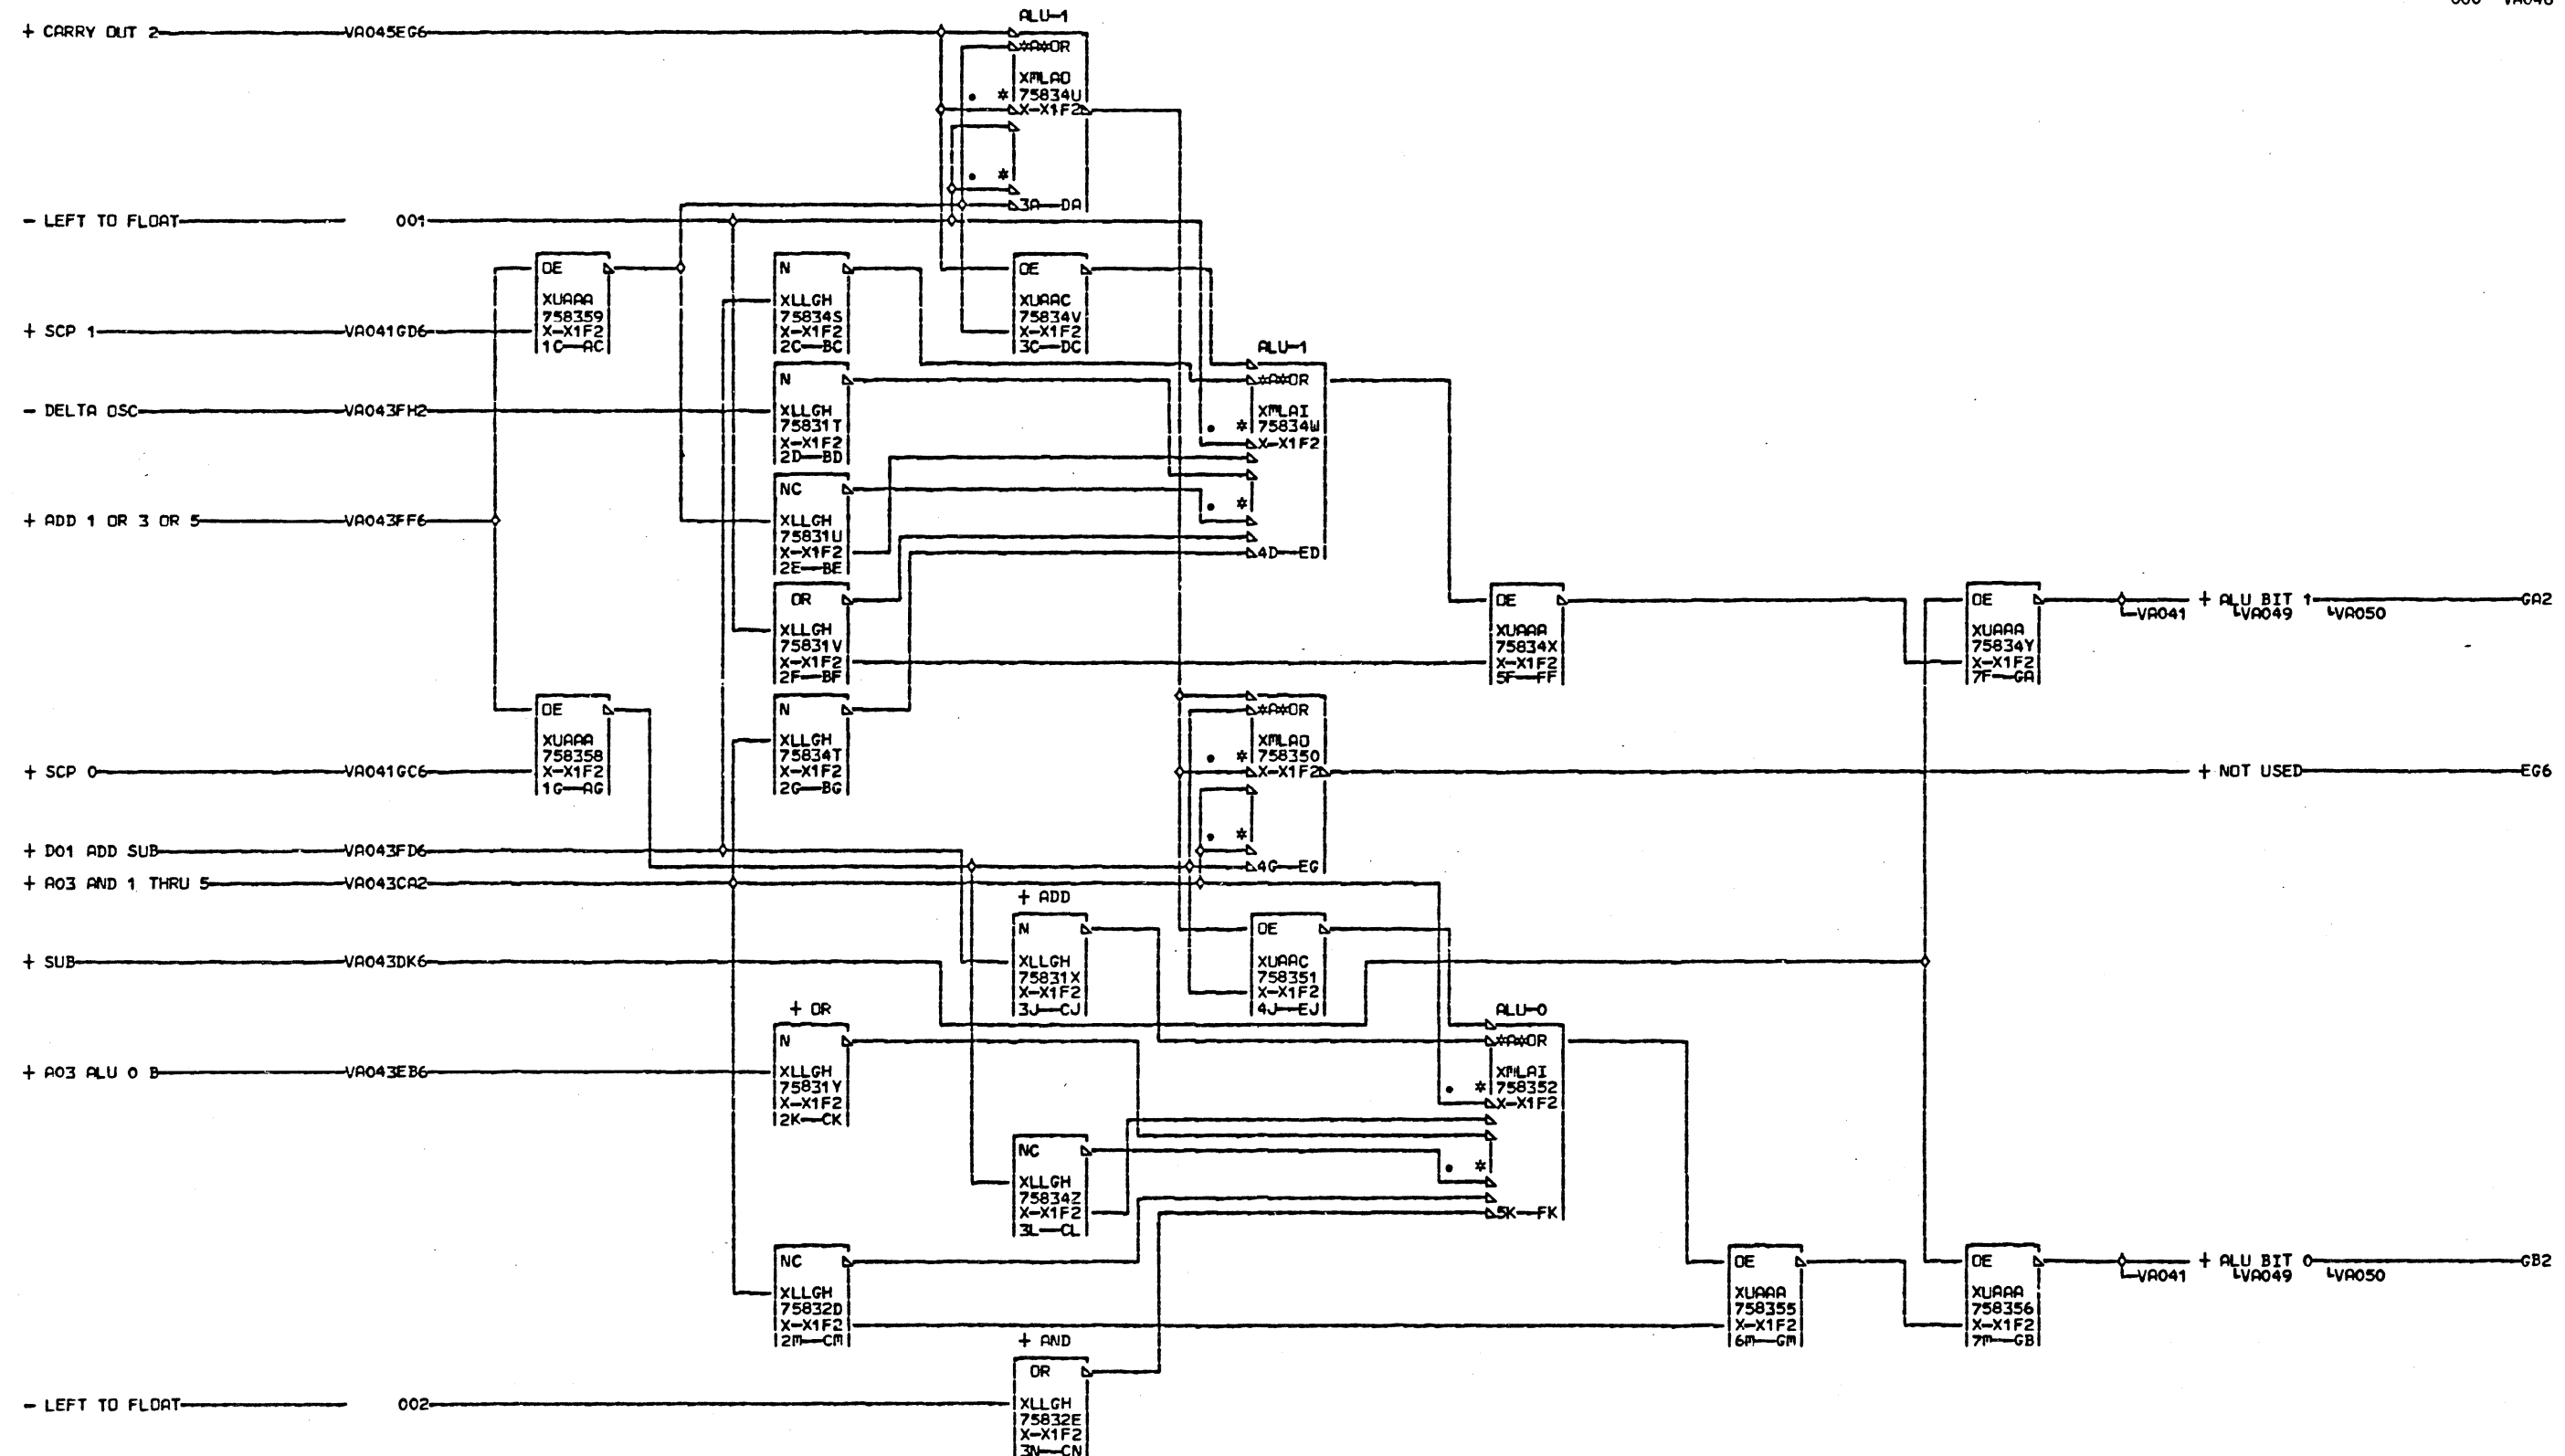 ALU-1
+ CARRY OUT 2 VA045EG6
*A*OR
XMLAO
* 75834U
X-X1F2
*
3A DA
- LEFT TO FLOAT 001
OE
XUAAA
758359
X-X1F2
1C AC
N
XLLGH
75834S
X-X1F2
2C BC
OE
XUAAC
75834V
X-X1F2
3C DC
+ SCP 1 VA041GD6
ALU-1
*A*OR
XMLAI
* 75834W
X-X1F2
*
4D ED
N
XLLGH
75831T
X-X1F2
2D BD
- DELTA OSC VA043FH2
NC
XLLGH
75831U
X-X1F2
2E BE
+ ADD 1 OR 3 OR 5 VA043FF6
OR
XLLGH
75831V
X-X1F2
2F BF
OE
XUAAA
75834X
X-X1F2
5F FF
OE
XUAAA
75834Y
X-X1F2
7F GA
+ ALU BIT 1 GA2
VA041 VA049 VA050
OE
XUAAA
758358
X-X1F2
1G AG
N
XLLGH
75834T
X-X1F2
2G BG
*A*OR
XMLAO
* 758350
X-X1F2
*
4G EG
+ SCP 0 VA041GC6
+ NOT USED EG6
+ D01 ADD SUB VA043FD6
+ A03 AND 1 THRU 5 VA043CA2
+ ADD
N
XLLGH
75831X
X-X1F2
3J CJ
OE
XUAAC
758351
X-X1F2
4J EJ
+ SUB VA043DK6
+ OR
N
XLLGH
75831Y
X-X1F2
2K CK
ALU-0
*A*OR
XMLAI
* 758352
X-X1F2
*
5K FK
+ A03 ALU 0 B VA043EB6
NC
XLLGH
75834Z
X-X1F2
3L CL
NC
XLLGH
75832D
X-X1F2
2M CM
OE
XUAAA
758355
X-X1F2
6M GM
OE
XUAAA
758356
X-X1F2
7M GB
+ ALU BIT 0 GB2
VA041 VA049 VA050
+ AND
OR
XLLGH
75832E
X-X1F2
3N CN
- LEFT TO FLOAT 002